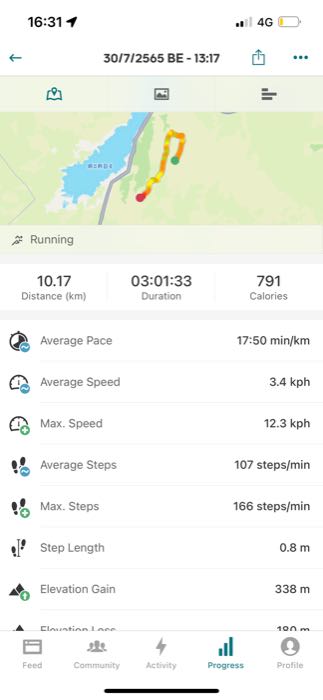 16:31
4G
30/7/2565 BE - 13:17
Running
10.17
03:01:33
791
Distance (km)
Duration
Calories
Average Pace
17:50 min/km
Average Speed
3.4 kph
Max. Speed
12.3 kph
Average Steps
107 steps/min
Max. Steps
166 steps/min
Step Length
0.8 m
Elevation Gain
338 m
Elevation Loss
180 m
Feed
Community
Activity
Progress
Profile